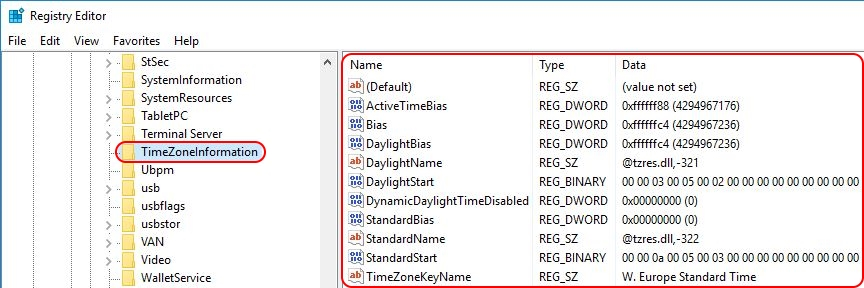 Registry Editor
File Edit View Favorites Help
StSec
SystemInformation
SystemResources
TabletPC
Terminal Server
TimeZoneInformation
Ubpm
usb
usbflags
usbstor
VAN
Video
WalletService
Name Type Data
(Default) REG_SZ (value not set)
ActiveTimeBias REG_DWORD 0xffffff88 (4294967176)
Bias REG_DWORD 0xffffffc4 (4294967236)
DaylightBias REG_DWORD 0xffffffc4 (4294967236)
DaylightName REG_SZ @tzres.dll,-321
DaylightStart REG_BINARY 00 00 03 00 05 00 02 00 00 00 00 00 00 00 00 00
DynamicDaylightTimeDisabled REG_DWORD 0x00000000 (0)
StandardBias REG_DWORD 0x00000000 (0)
StandardName REG_SZ @tzres.dll,-322
StandardStart REG_BINARY 00 00 0a 00 05 00 03 00 00 00 00 00 00 00 00 00
TimeZoneKeyName REG_SZ W. Europe Standard Time